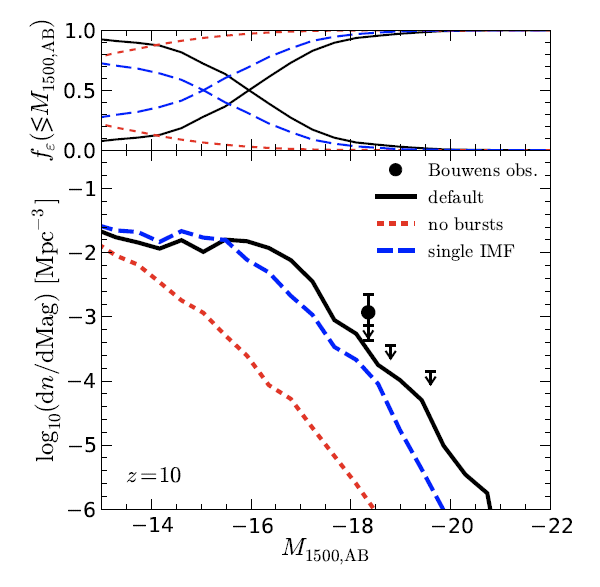 1.0
0.5
0.0
f_ε(≶M_1500,AB)
Bouwens obs.
default
no bursts
single IMF
−1
−2
−3
−4
−5
−6
log₁₀(dn/dMag) [Mpc⁻³]
z=10
−14 −16 −18 −20 −22
M_1500,AB